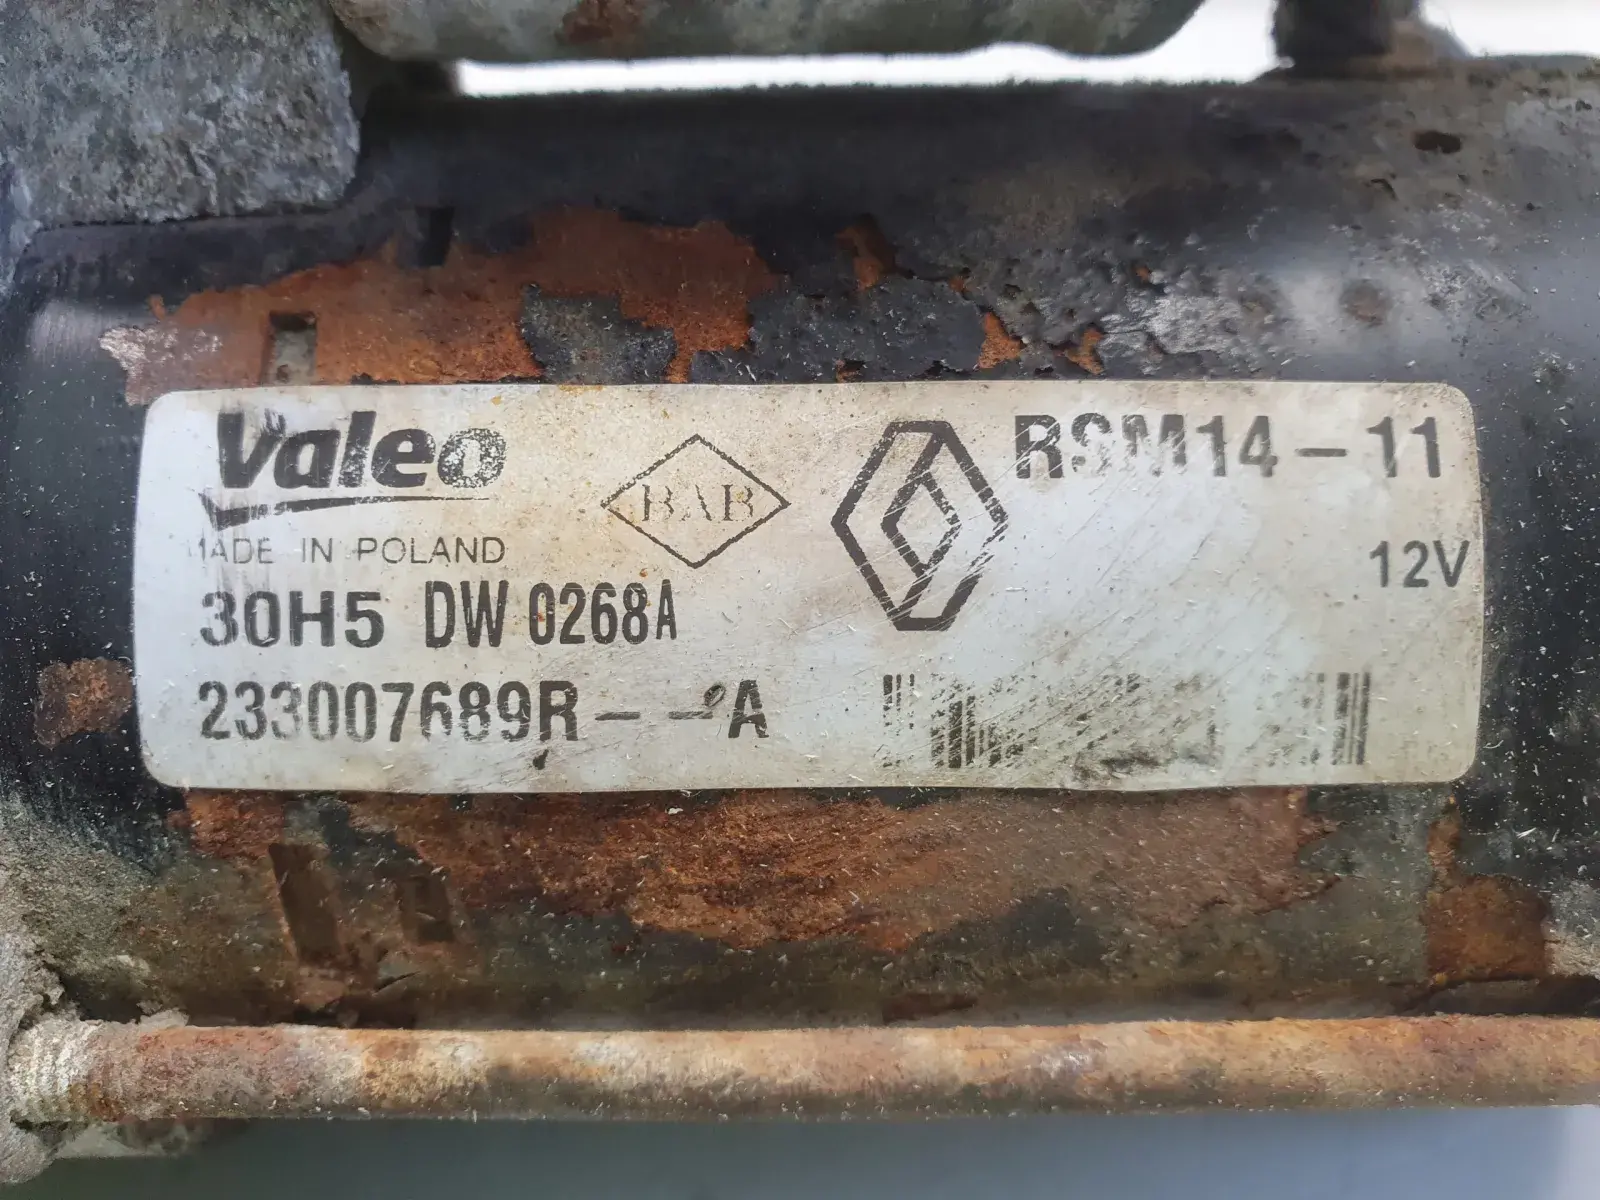 Valeo
BAB
RSM14-11
MADE IN POLAND
12V
30H5 DW 0268A
233007689R--A